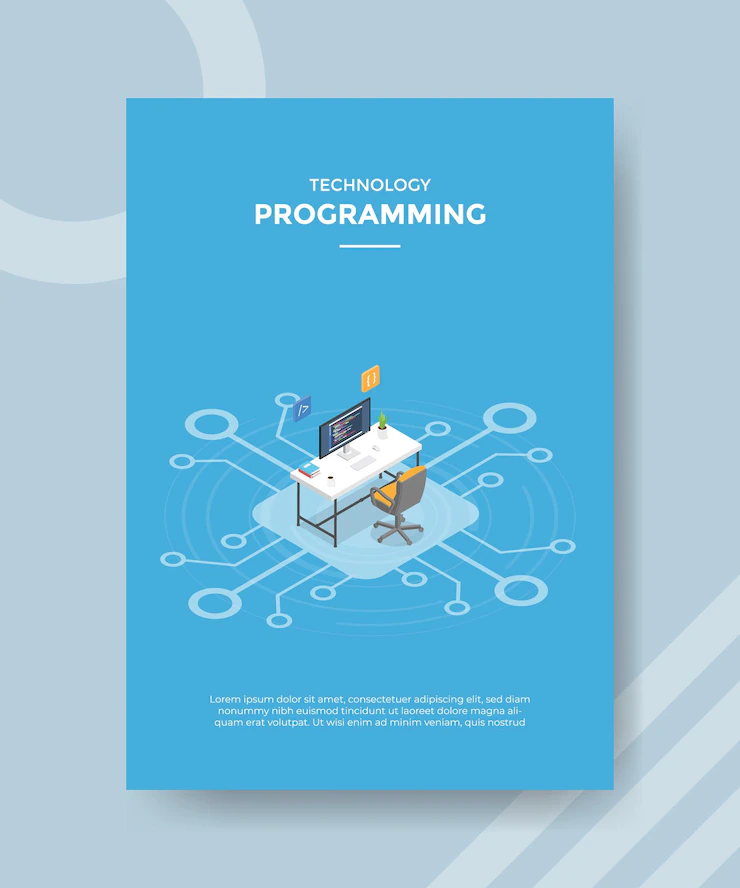 TECHNOLOGY
PROGRAMMING
{ }
/>
Lorem ipsum dolor sit amet, consectetuer adipiscing elit, sed diam
nonummy nibh euismod tincidunt ut laoreet dolore magna ali-
quam erat volutpat. Ut wisi enim ad minim veniam, quis nostrud